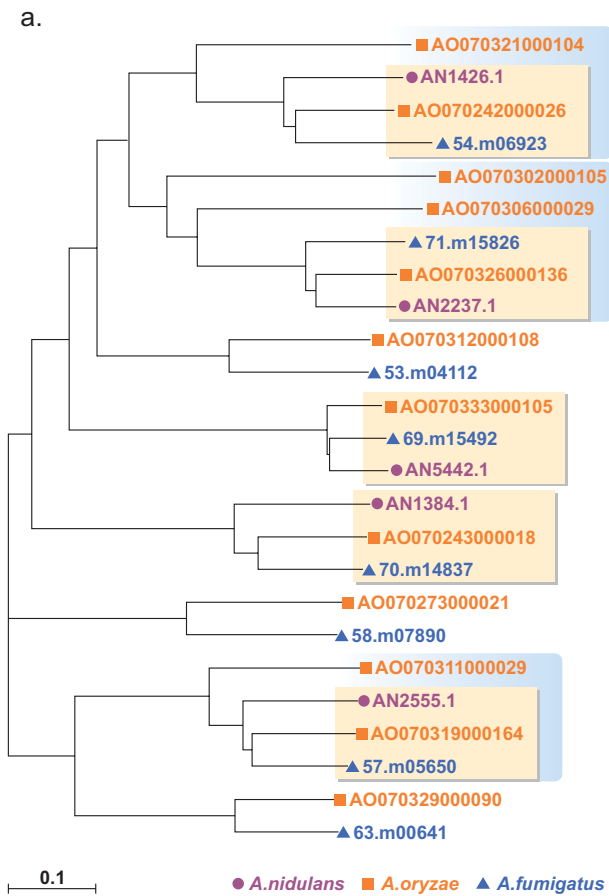 a.
AO070321000104
AN1426.1
AO070242000026
54.m06923
AO070302000105
AO070306000029
71.m15826
AO070326000136
AN2237.1
AO070312000108
53.m04112
AO070333000105
69.m15492
AN5442.1
AN1384.1
AO070243000018
70.m14837
AO070273000021
58.m07890
AO070311000029
AN2555.1
AO070319000164
57.m05650
AO070329000090
63.m00641
0.1 A.nidulans A.oryzae A.fumigatus